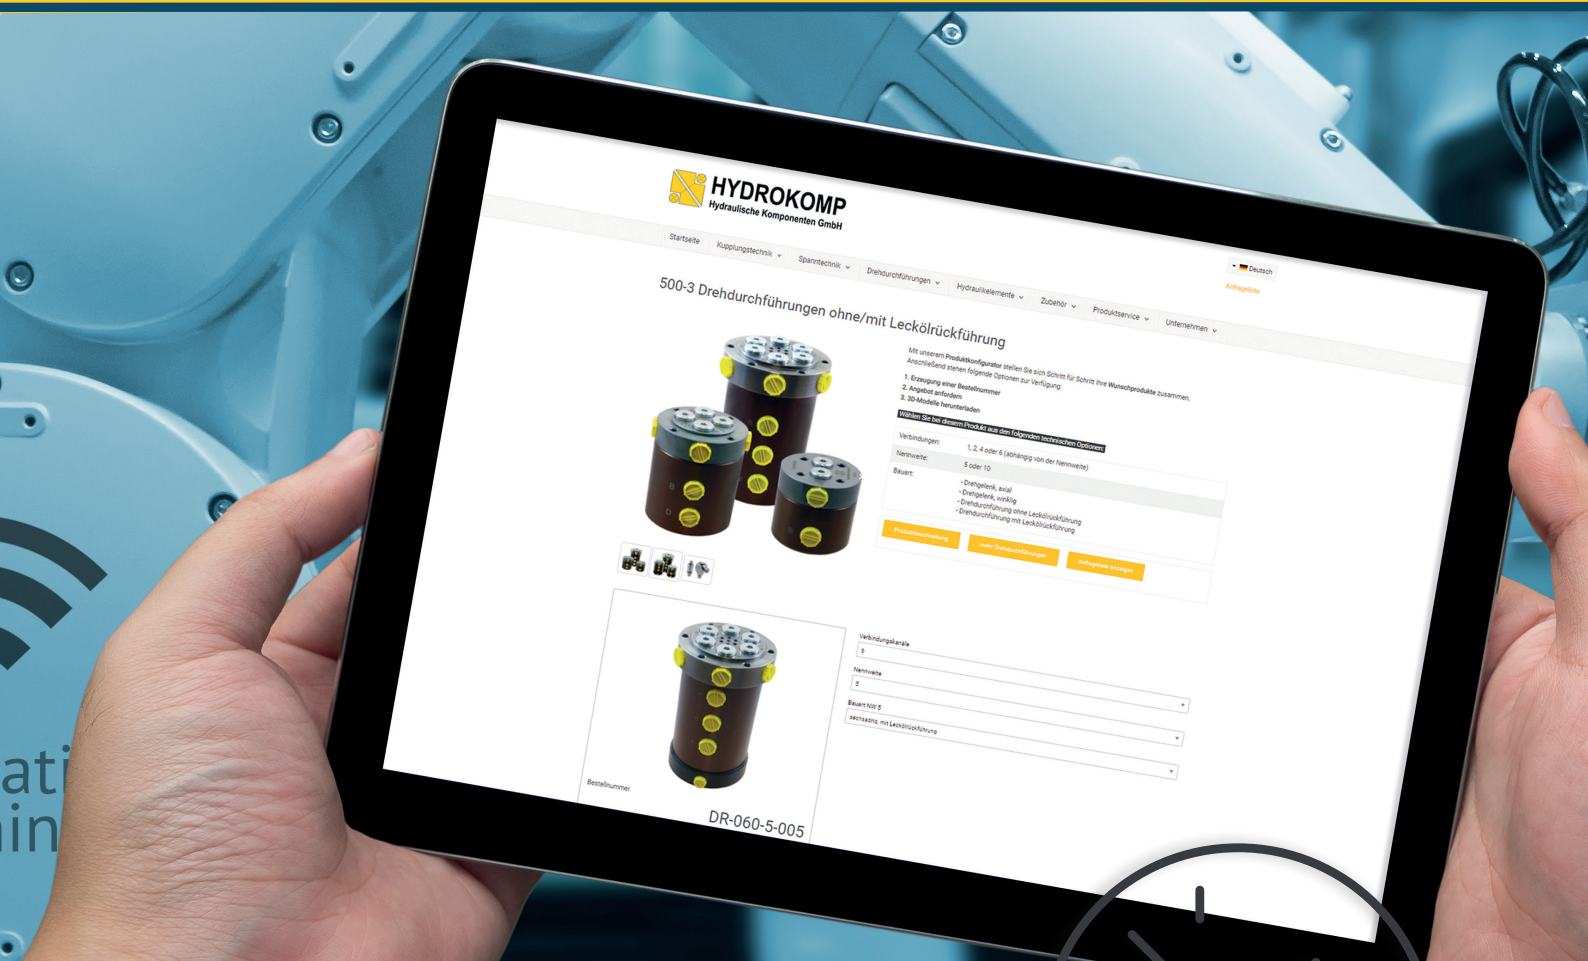 HYDROKOMP
Hydraulische Komponenten GmbH
Deutsch
Anfrageliste
Startseite Kupplungstechnik Spanntechnik Drehdurchführungen Hydraulikelemente Zubehör Produktservice Unternehmen
500-3 Drehdurchführungen ohne/mit Leckölrückführung
Mit unserem Produktkonfigurator stellen Sie sich Schritt für Schritt Ihre Wunschprodukte zusammen.
Anschließend stehen folgende Optionen zur Verfügung:
1. Erzeugung einer Bestellnummer
2. Angebot anfordern
3. 3D-Modelle herunterladen
Wählen Sie bei diesem Produkt aus den folgenden technischen Optionen:
Verbindungen: 1, 2, 4 oder 6 (abhängig von der Nennweite)
Nennweite: 5 oder 10
Bauart: - Drehgelenk, axial
- Drehgelenk, winklig
- Drehdurchführung ohne Leckölrückführung
- Drehdurchführung mit Leckölrückführung
Produktbeschreibung mehr Drehdurchführungen Anfrageliste anzeigen
B
D
B
Verbindungskanäle
6
Nennweite
5
Bauart NW 5
sechsadrig, mit Leckölrückführung
Bestellnummer
DR-060-5-005